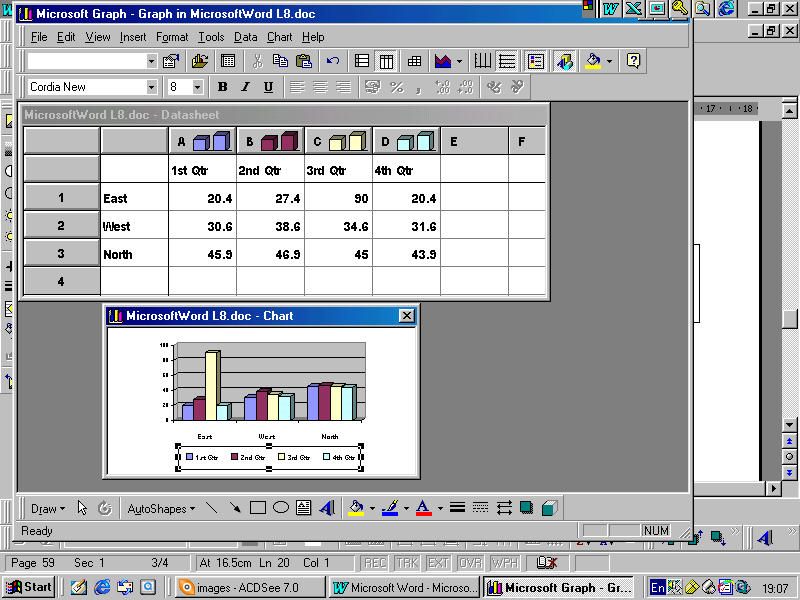 Microsoft Graph - Graph in MicrosoftWord L8.doc
File Edit View Insert Format Tools Data Chart Help
Cordia New 8 B I U
· 17 · ı · 18 ·
MicrosoftWord L8.doc - Datasheet
A B C D E F
1st Qtr 2nd Qtr 3rd Qtr 4th Qtr
1 East 20.4 27.4 90 20.4
2 West 30.6 38.6 34.6 31.6
3 North 45.9 46.9 45 43.9
4
MicrosoftWord L8.doc - Chart
100
80
60
40
20
0
East West North
1st Qtr 2nd Qtr 3rd Qtr 4th Qtr
Draw AutoShapes
Ready NUM
Page 59 Sec 1 3/4 At 16.5cm Ln 20 Col 1 REC TRK EXT OVR WPH
Start images - ACDSee 7.0 Microsoft Word - Microso... Microsoft Graph - Gr... En 19:07